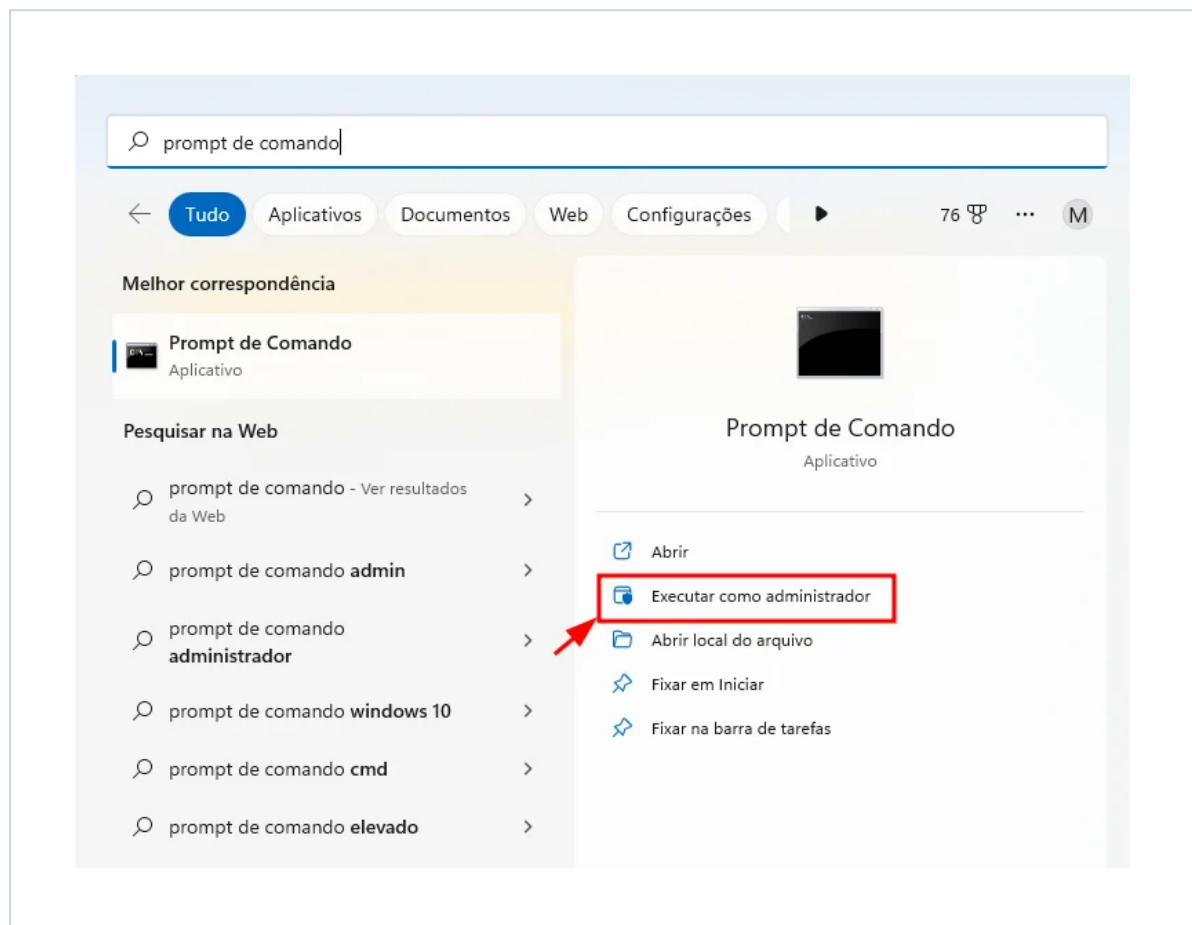 prompt de comando
Tudo
Aplicativos
Documentos
Web
Configurações
76
M
Melhor correspondência
Prompt de Comando
Aplicativo
Pesquisar na Web
prompt de comando - Ver resultados
da Web
prompt de comando admin
prompt de comando
administrador
prompt de comando windows 10
prompt de comando cmd
prompt de comando elevado
Prompt de Comando
Aplicativo
Abrir
Executar como administrador
Abrir local do arquivo
Fixar em Iniciar
Fixar na barra de tarefas